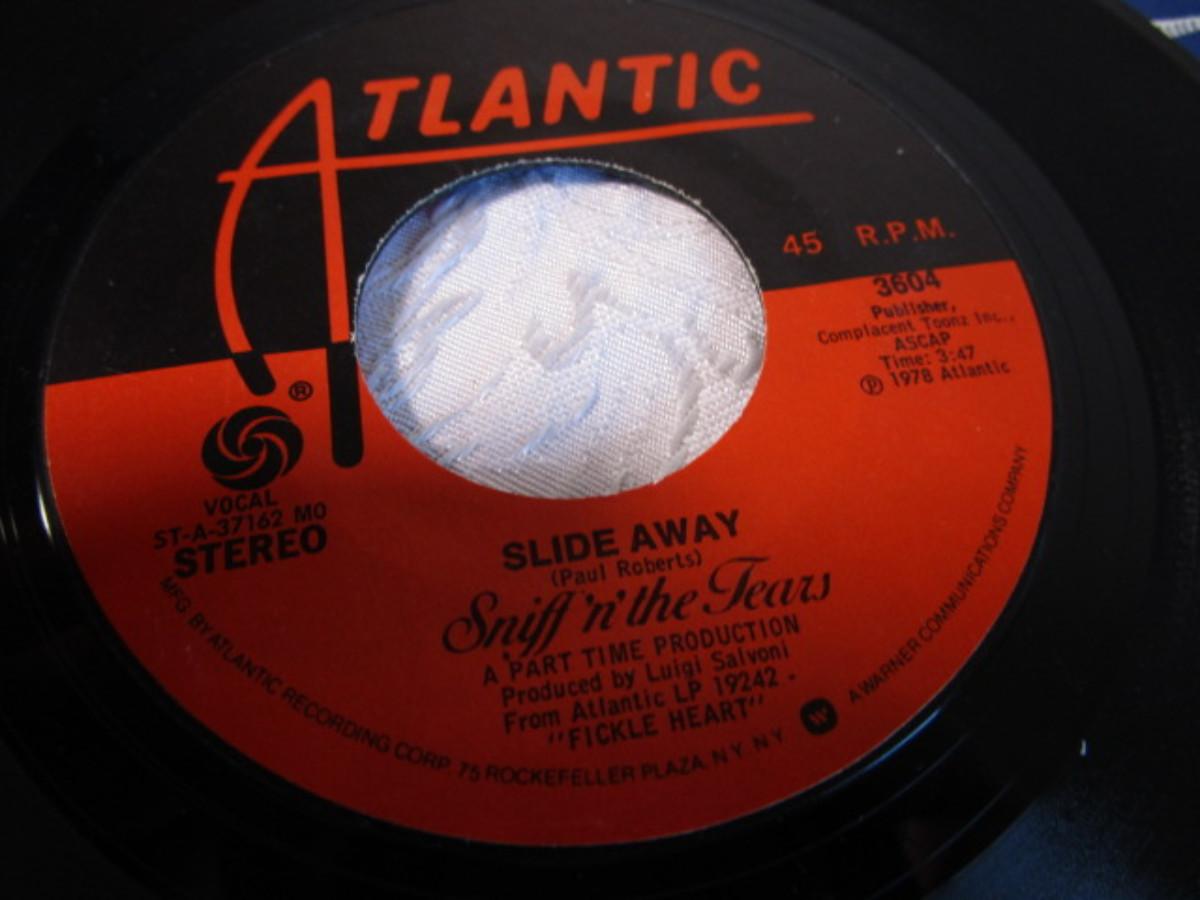 ATLANTIC
45 R.P.M.
3604
Publisher,
Complacent Toonz Inc.,
ASCAP
Time: 3:47
Ⓟ 1978 Atlantic
®
VOCAL
ST-A-37162 MO
STEREO
SLIDE AWAY
(Paul Roberts)
Sniff 'n' the Tears
A PART TIME PRODUCTION
Produced by Luigi Salvoni
From Atlantic LP 19242 -
"FICKLE HEART"
MFG. BY ATLANTIC RECORDING CORP. 75 ROCKEFELLER PLAZA, N.Y. N.Y. W A WARNER COMMUNICATIONS COMPANY